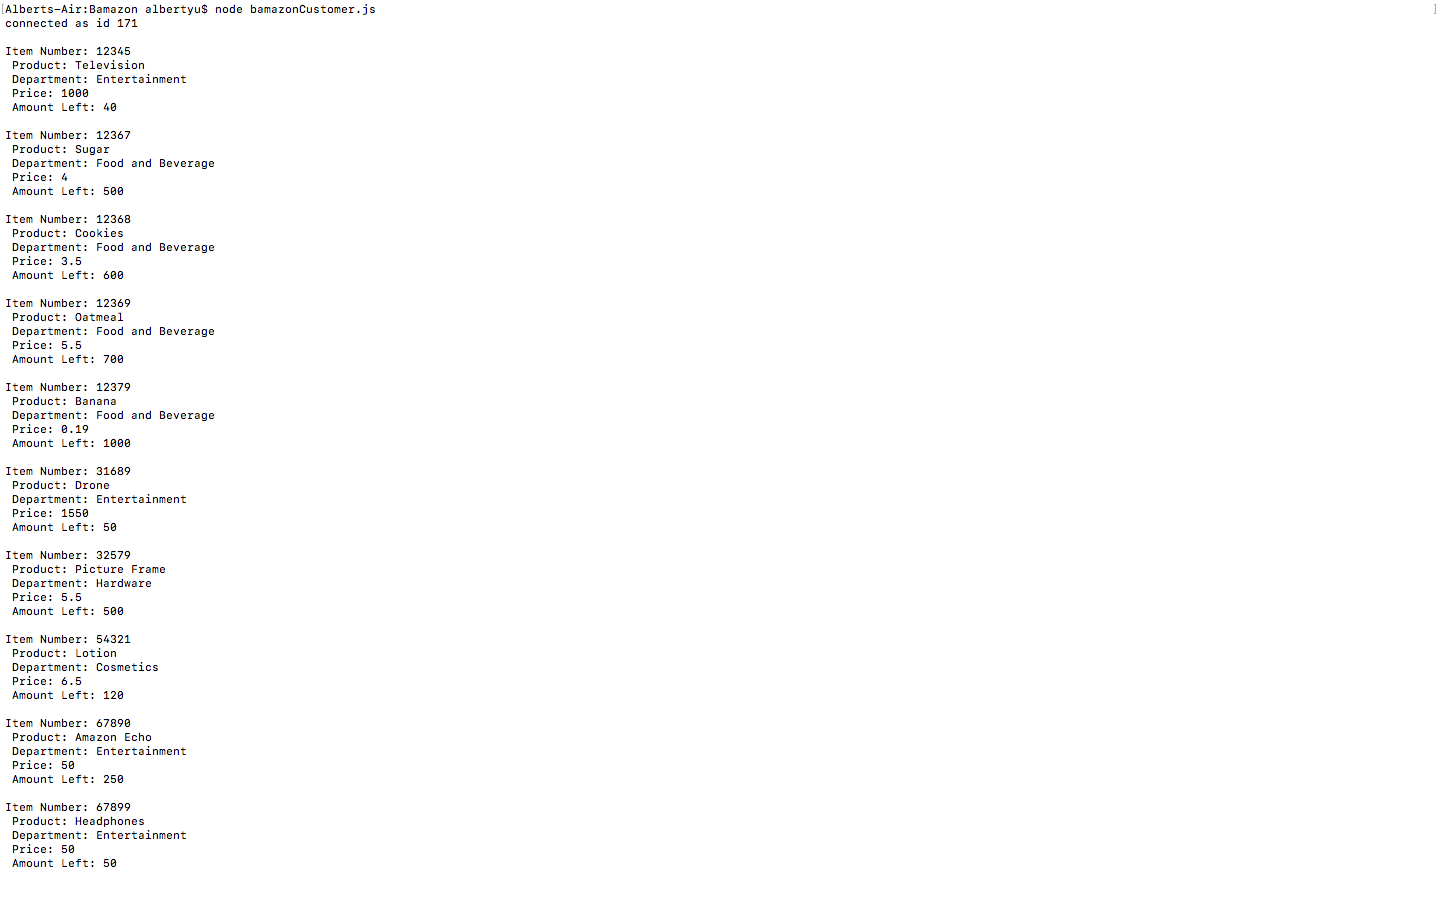 [Alberts-Air:Bamazon albertyu$ node bamazonCustomer.js ]
connected as id 171
Item Number: 12345
Product: Television
Department: Entertainment
Price: 1000
Amount Left: 40
Item Number: 12367
Product: Sugar
Department: Food and Beverage
Price: 4
Amount Left: 500
Item Number: 12368
Product: Cookies
Department: Food and Beverage
Price: 3.5
Amount Left: 600
Item Number: 12369
Product: Oatmeal
Department: Food and Beverage
Price: 5.5
Amount Left: 700
Item Number: 12379
Product: Banana
Department: Food and Beverage
Price: 0.19
Amount Left: 1000
Item Number: 31689
Product: Drone
Department: Entertainment
Price: 1550
Amount Left: 50
Item Number: 32579
Product: Picture Frame
Department: Hardware
Price: 5.5
Amount Left: 500
Item Number: 54321
Product: Lotion
Department: Cosmetics
Price: 6.5
Amount Left: 120
Item Number: 67890
Product: Amazon Echo
Department: Entertainment
Price: 50
Amount Left: 250
Item Number: 67899
Product: Headphones
Department: Entertainment
Price: 50
Amount Left: 50